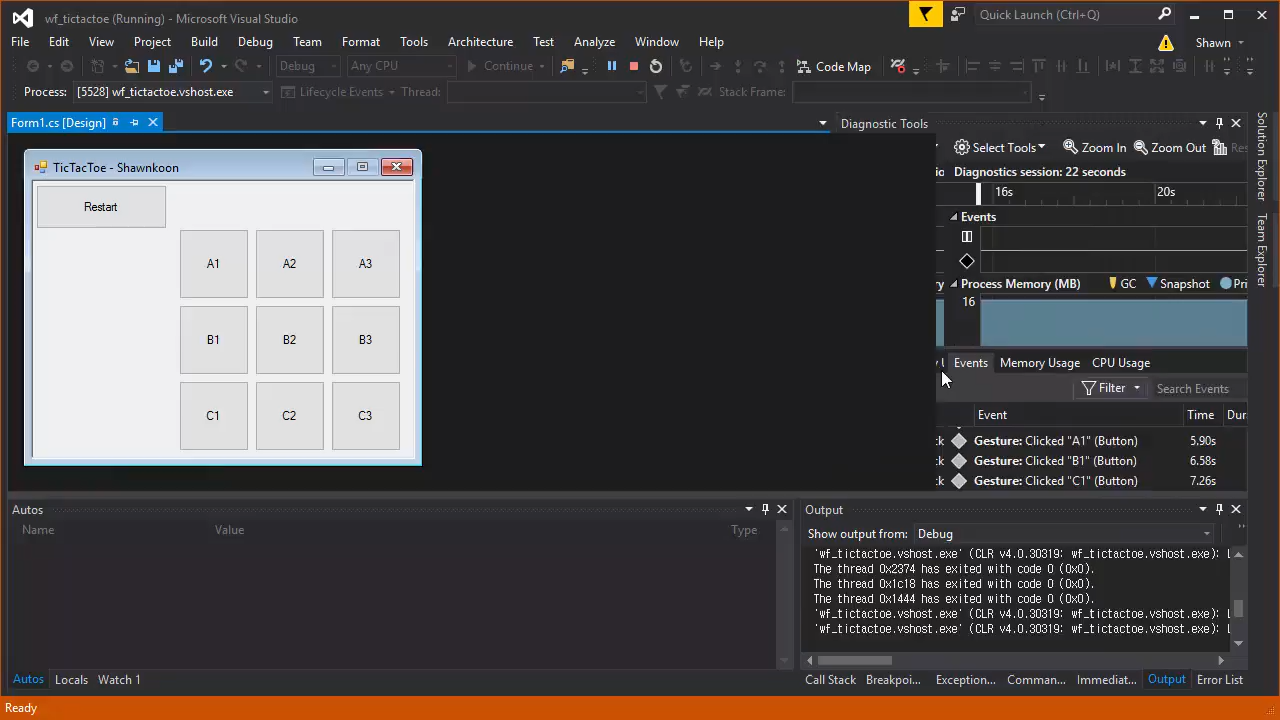 wf_tictactoe (Running) - Microsoft Visual Studio
Quick Launch (Ctrl+Q)
File Edit View Project Build Debug Team Format Tools Architecture Test Analyze Window Help
Shawn
Debug Any CPU Continue Code Map
Process: [5528] wf_tictactoe.vshost.exe Lifecycle Events Thread: Stack Frame:
Form1.cs [Design]
Diagnostic Tools
TicTacToe - Shawnkoon
Restart
A1 A2 A3
B1 B2 B3
C1 C2 C3
Select Tools Zoom In Zoom Out
Diagnostics session: 22 seconds
16s 20s
Events
Process Memory (MB) GC Snapshot Pri
16
Events Memory Usage CPU Usage
Filter Search Events
Event Time Dur
Gesture: Clicked "A1" (Button) 5.90s
Gesture: Clicked "B1" (Button) 6.58s
Gesture: Clicked "C1" (Button) 7.26s
Autos
Name Value Type
Autos Locals Watch 1
Output
Show output from: Debug
'wf_tictactoe.vshost.exe' (CLR v4.0.30319: wf_tictactoe.vshost.exe): L
The thread 0x2374 has exited with code 0 (0x0).
The thread 0x1c18 has exited with code 0 (0x0).
The thread 0x1444 has exited with code 0 (0x0).
'wf_tictactoe.vshost.exe' (CLR v4.0.30319: wf_tictactoe.vshost.exe): L
'wf_tictactoe.vshost.exe' (CLR v4.0.30319: wf_tictactoe.vshost.exe): L
Call Stack Breakpoi... Exception... Comman... Immediat... Output Error List
Solution Explorer
Team Explorer
Ready